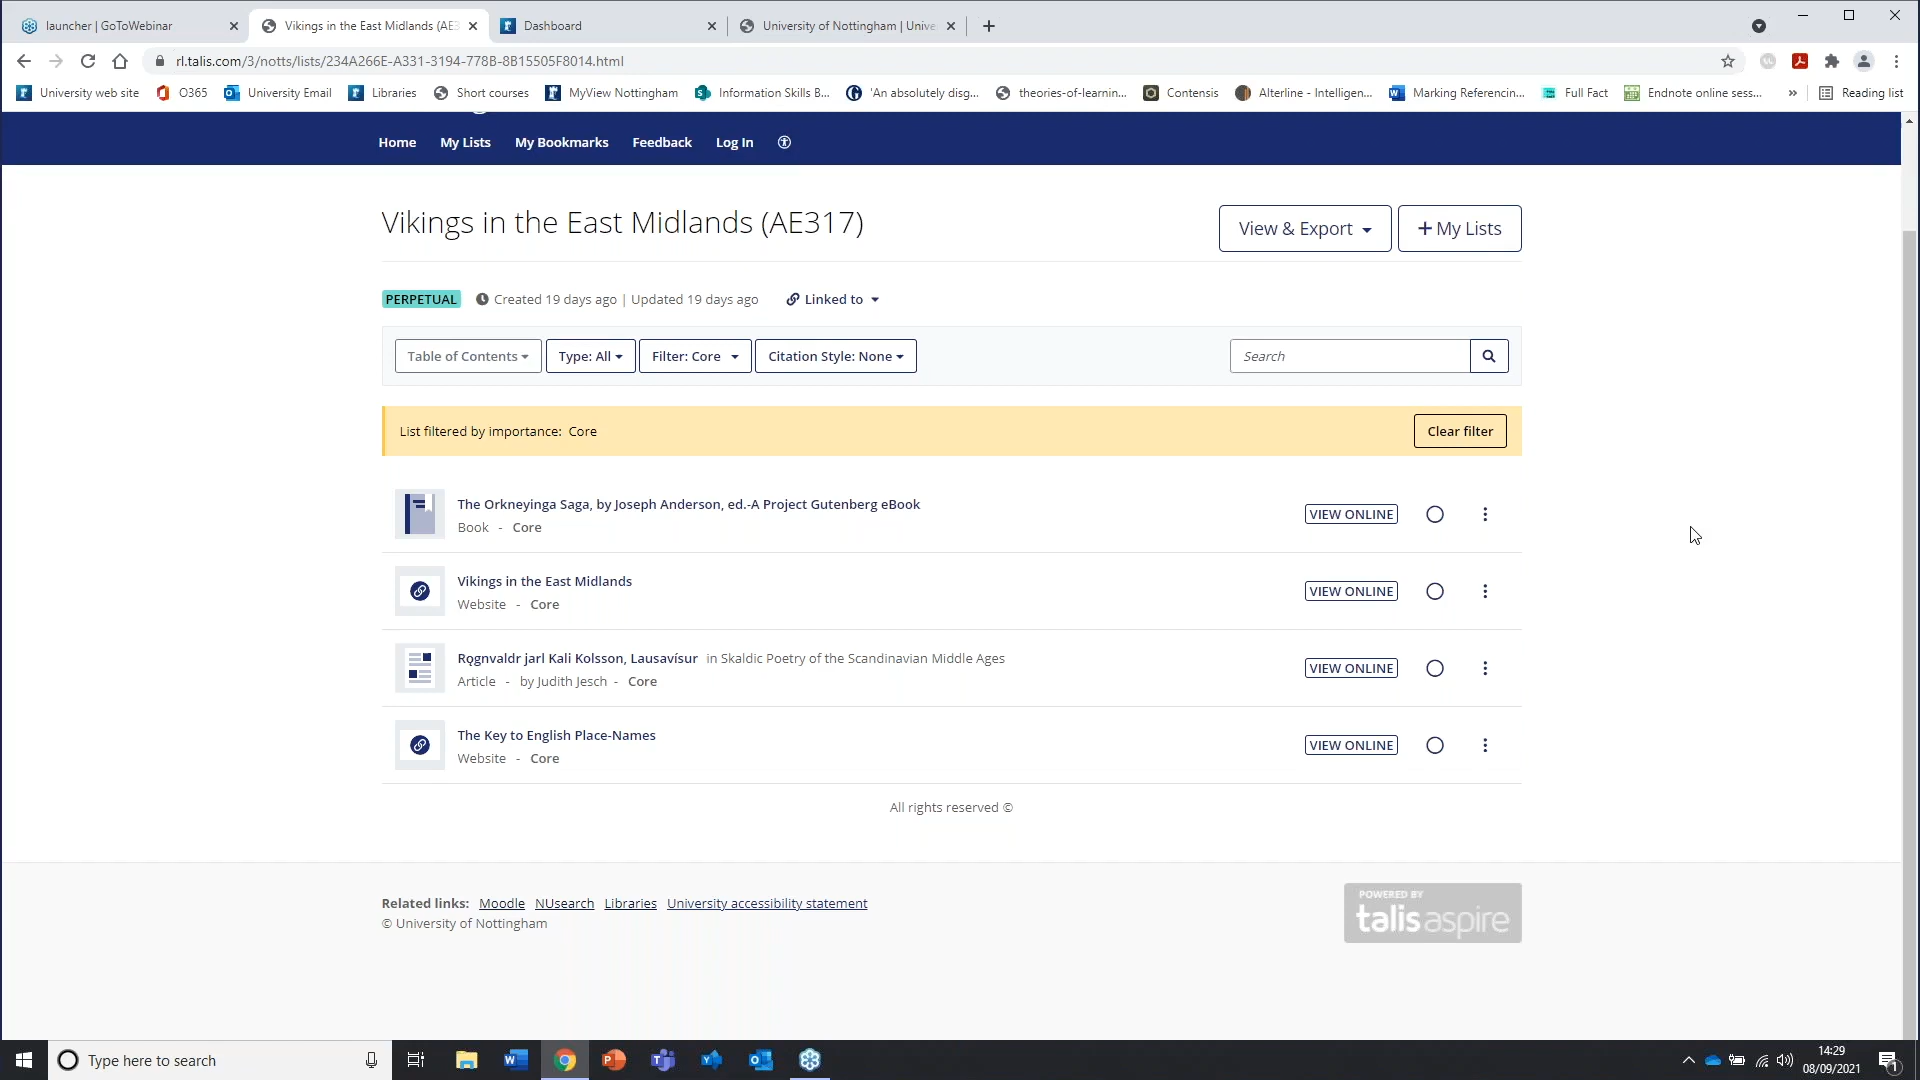 launcher | GoToWebinar
Vikings in the East Midlands (AE3
Dashboard
University of Nottingham | Unive
rl.talis.com/3/notts/lists/234A266E-A331-3194-778B-8B15505F8014.html
University web site
O365
University Email
Libraries
Short courses
MyView Nottingham
Information Skills B...
'An absolutely disg...
theories-of-learnin...
Contensis
Alterline - Intelligen...
Marking Referencin...
Full Fact
Endnote online sess...
»
Reading list
Home
My Lists
My Bookmarks
Feedback
Log In
Vikings in the East Midlands (AE317)
View & Export
+ My Lists
PERPETUAL
Created 19 days ago | Updated 19 days ago
Linked to
Table of Contents
Type: All
Filter: Core
Citation Style: None
Search
List filtered by importance: Core
Clear filter
The Orkneyinga Saga, by Joseph Anderson, ed.-A Project Gutenberg eBook
Book - Core
VIEW ONLINE
Vikings in the East Midlands
Website - Core
VIEW ONLINE
Rǫgnvaldr jarl Kali Kolsson, Lausavísur in Skaldic Poetry of the Scandinavian Middle Ages
Article - by Judith Jesch - Core
VIEW ONLINE
The Key to English Place-Names
Website - Core
VIEW ONLINE
All rights reserved ©
Related links: Moodle NUsearch Libraries University accessibility statement
© University of Nottingham
POWERED BY
talis aspire
Type here to search
14:29
08/09/2021
1